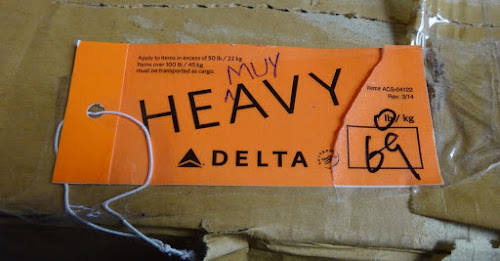 Apply to items in excess of 50 lb / 22 kg
Items over 100 lb / 45 kg
must be transported as cargo.
MUY
HEAVY
Item# ACS-04122
Rev. 3/14
lb / kg
69
DELTA